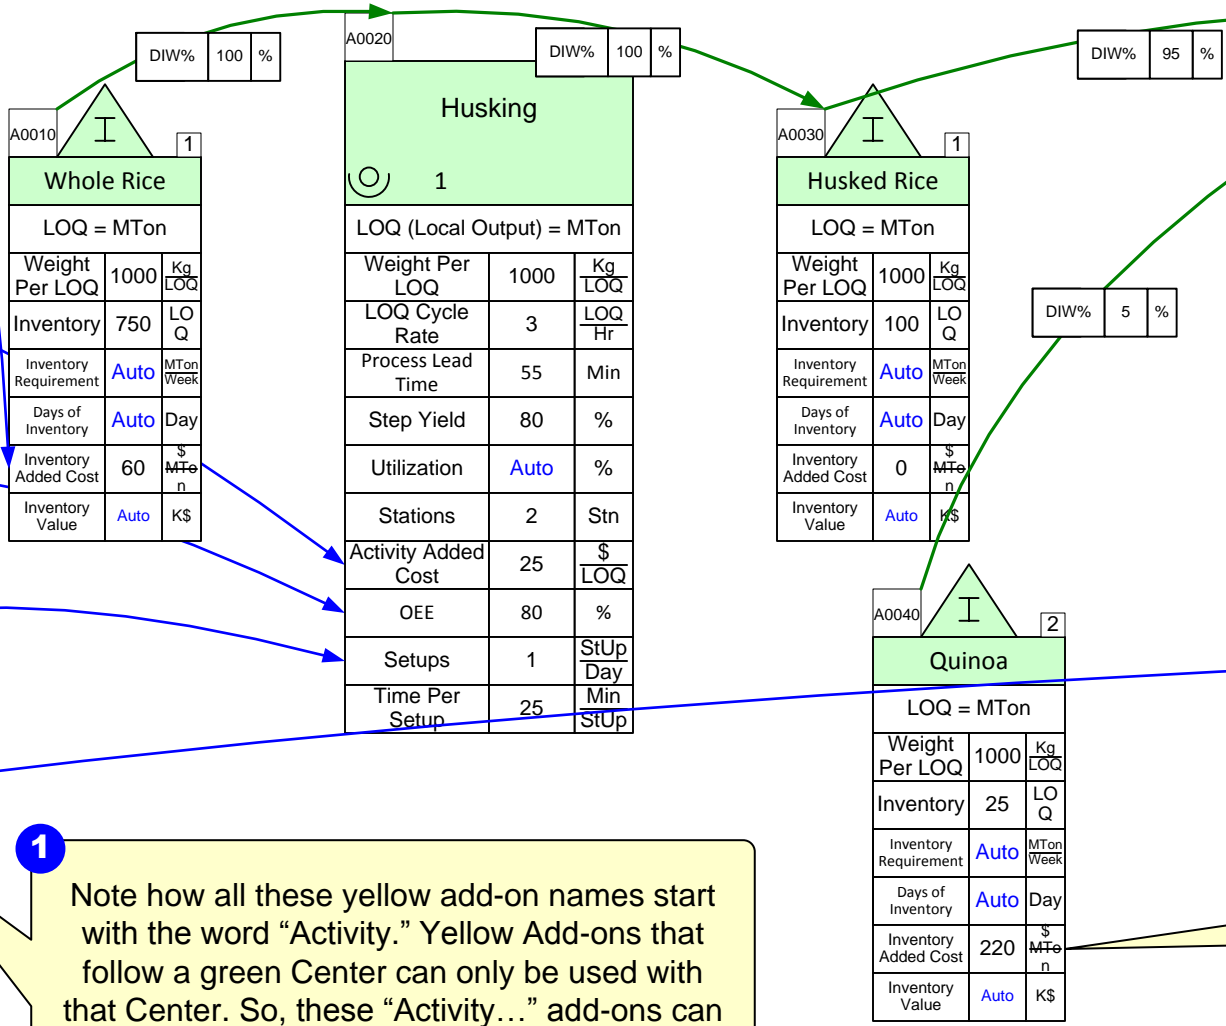 DIW% 100 %
A0010
I
1
Whole Rice
LOQ = MTon
Weight
Per LOQ
1000
Kg
LOQ
Inventory
750
LO
Q
Inventory
Requirement
Auto
MTon
Week
Days of
Inventory
Auto
Day
Inventory
Added Cost
60
$
MTo
n
Inventory
Value
Auto
K$
A0020
Husking
1
LOQ (Local Output) = MTon
Weight Per
LOQ
1000
Kg
LOQ
LOQ Cycle
Rate
3
LOQ
Hr
Process Lead
Time
55
Min
Step Yield
80
%
Utilization
Auto
%
Stations
2
Stn
Activity Added
Cost
25
$
LOQ
OEE
80
%
Setups
1
StUp
Day
Time Per
Setup
25
Min
StUp
DIW% 100 %
A0030
I
1
Husked Rice
LOQ = MTon
Weight
Per LOQ
1000
Kg
LOQ
Inventory
100
LO
Q
Inventory
Requirement
Auto
MTon
Week
Days of
Inventory
Auto
Day
Inventory
Added Cost
0
$
MTo
n
Inventory
Value
Auto
K$
DIW% 95 %
DIW% 5 %
A0040
I
2
Quinoa
LOQ = MTon
Weight
Per LOQ
1000
Kg
LOQ
Inventory
25
LO
Q
Inventory
Requirement
Auto
MTon
Week
Days of
Inventory
Auto
Day
Inventory
Added Cost
220
$
MTo
n
Inventory
Value
Auto
K$
1
Note how all these yellow add-on names start
with the word “Activity.” Yellow Add-ons that
follow a green Center can only be used with
that Center. So, these “Activity…” add-ons can